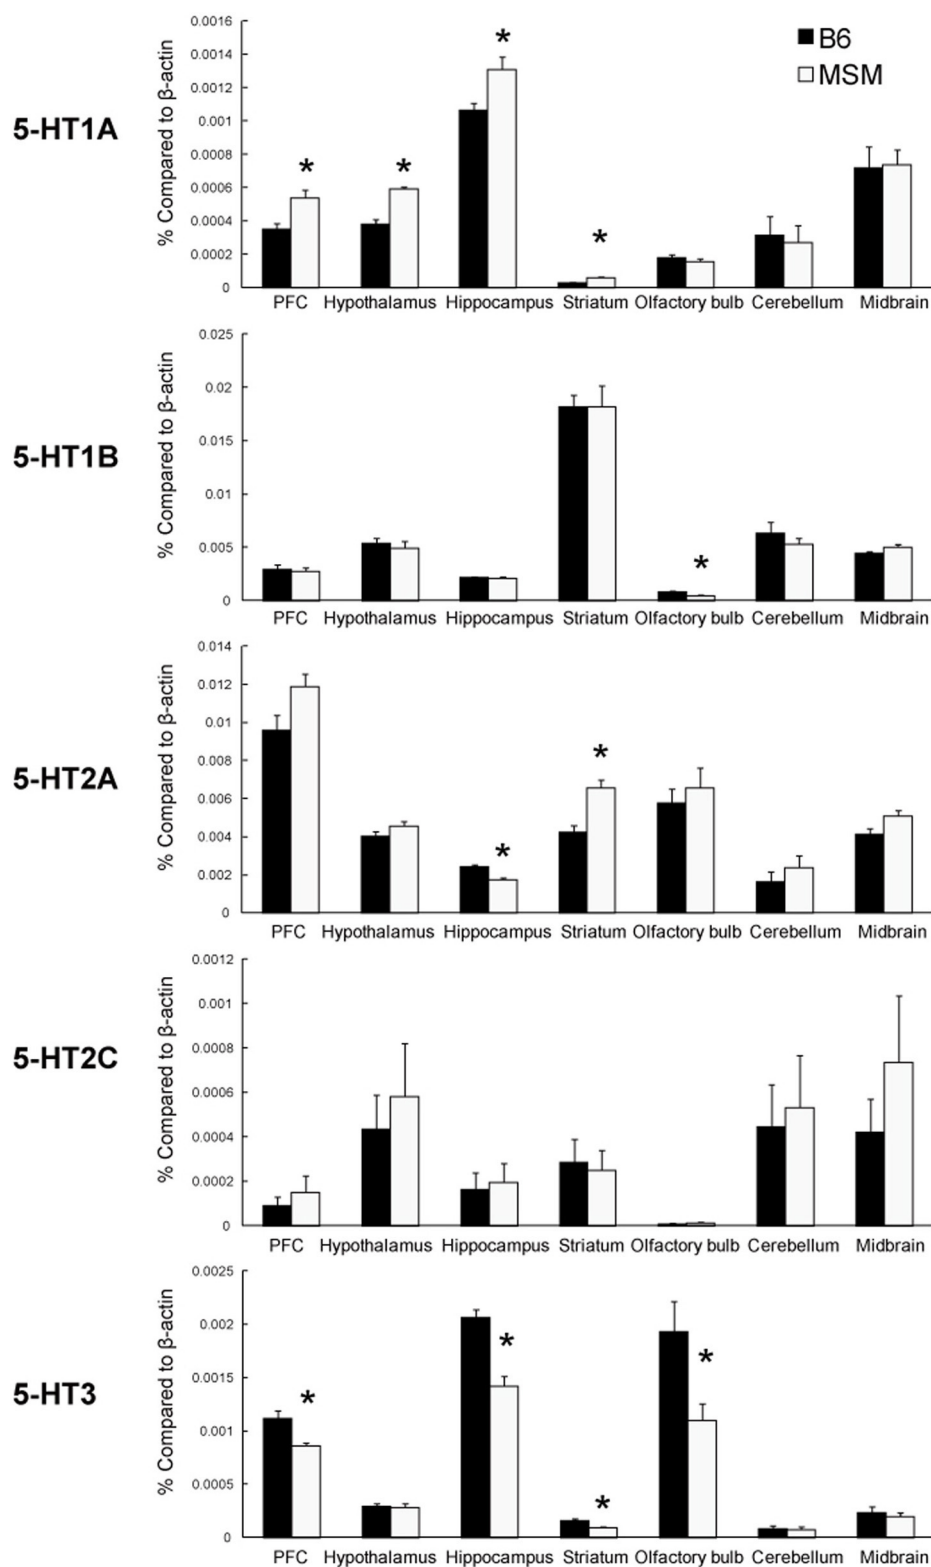 B6
MSM
5-HT1A
% Compared to β-actin
0.0016
0.0014
0.0012
0.001
0.0008
0.0006
0.0004
0.0002
0
* * * *
PFC Hypothalamus Hippocampus Striatum Olfactory bulb Cerebellum Midbrain
5-HT1B
% Compared to β-actin
0.025
0.02
0.015
0.01
0.005
0
*
PFC Hypothalamus Hippocampus Striatum Olfactory bulb Cerebellum Midbrain
5-HT2A
% Compared to β-actin
0.014
0.012
0.01
0.008
0.006
0.004
0.002
0
* *
PFC Hypothalamus Hippocampus Striatum Olfactory bulb Cerebellum Midbrain
5-HT2C
% Compared to β-actin
0.0012
0.001
0.0008
0.0006
0.0004
0.0002
0
PFC Hypothalamus Hippocampus Striatum Olfactory bulb Cerebellum Midbrain
5-HT3
% Compared to β-actin
0.0025
0.002
0.0015
0.001
0.0005
0
* * * *
PFC Hypothalamus Hippocampus Striatum Olfactory bulb Cerebellum Midbrain